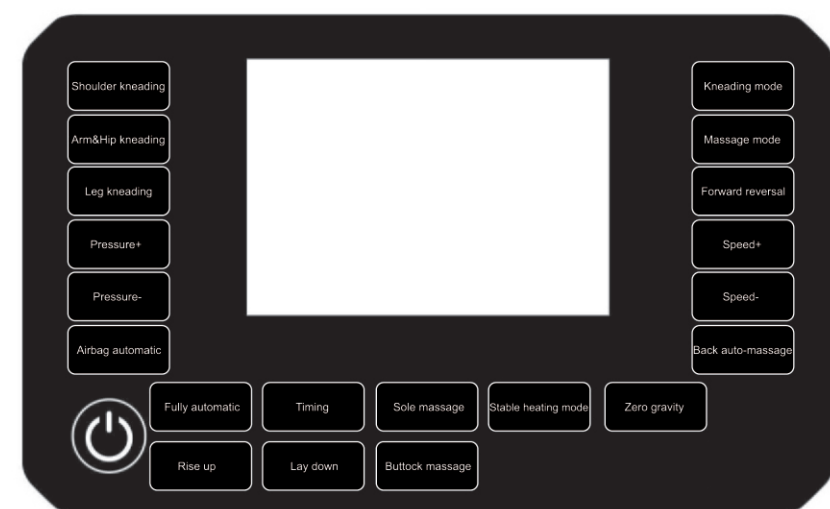 Shoulder kneading
Arm&Hip kneading
Leg kneading
Pressure+
Pressure-
Airbag automatic
Kneading mode
Massage mode
Forward reversal
Speed+
Speed-
Back auto-massage
Fully automatic
Timing
Sole massage
Stable heating mode
Zero gravity
Rise up
Lay down
Buttock massage